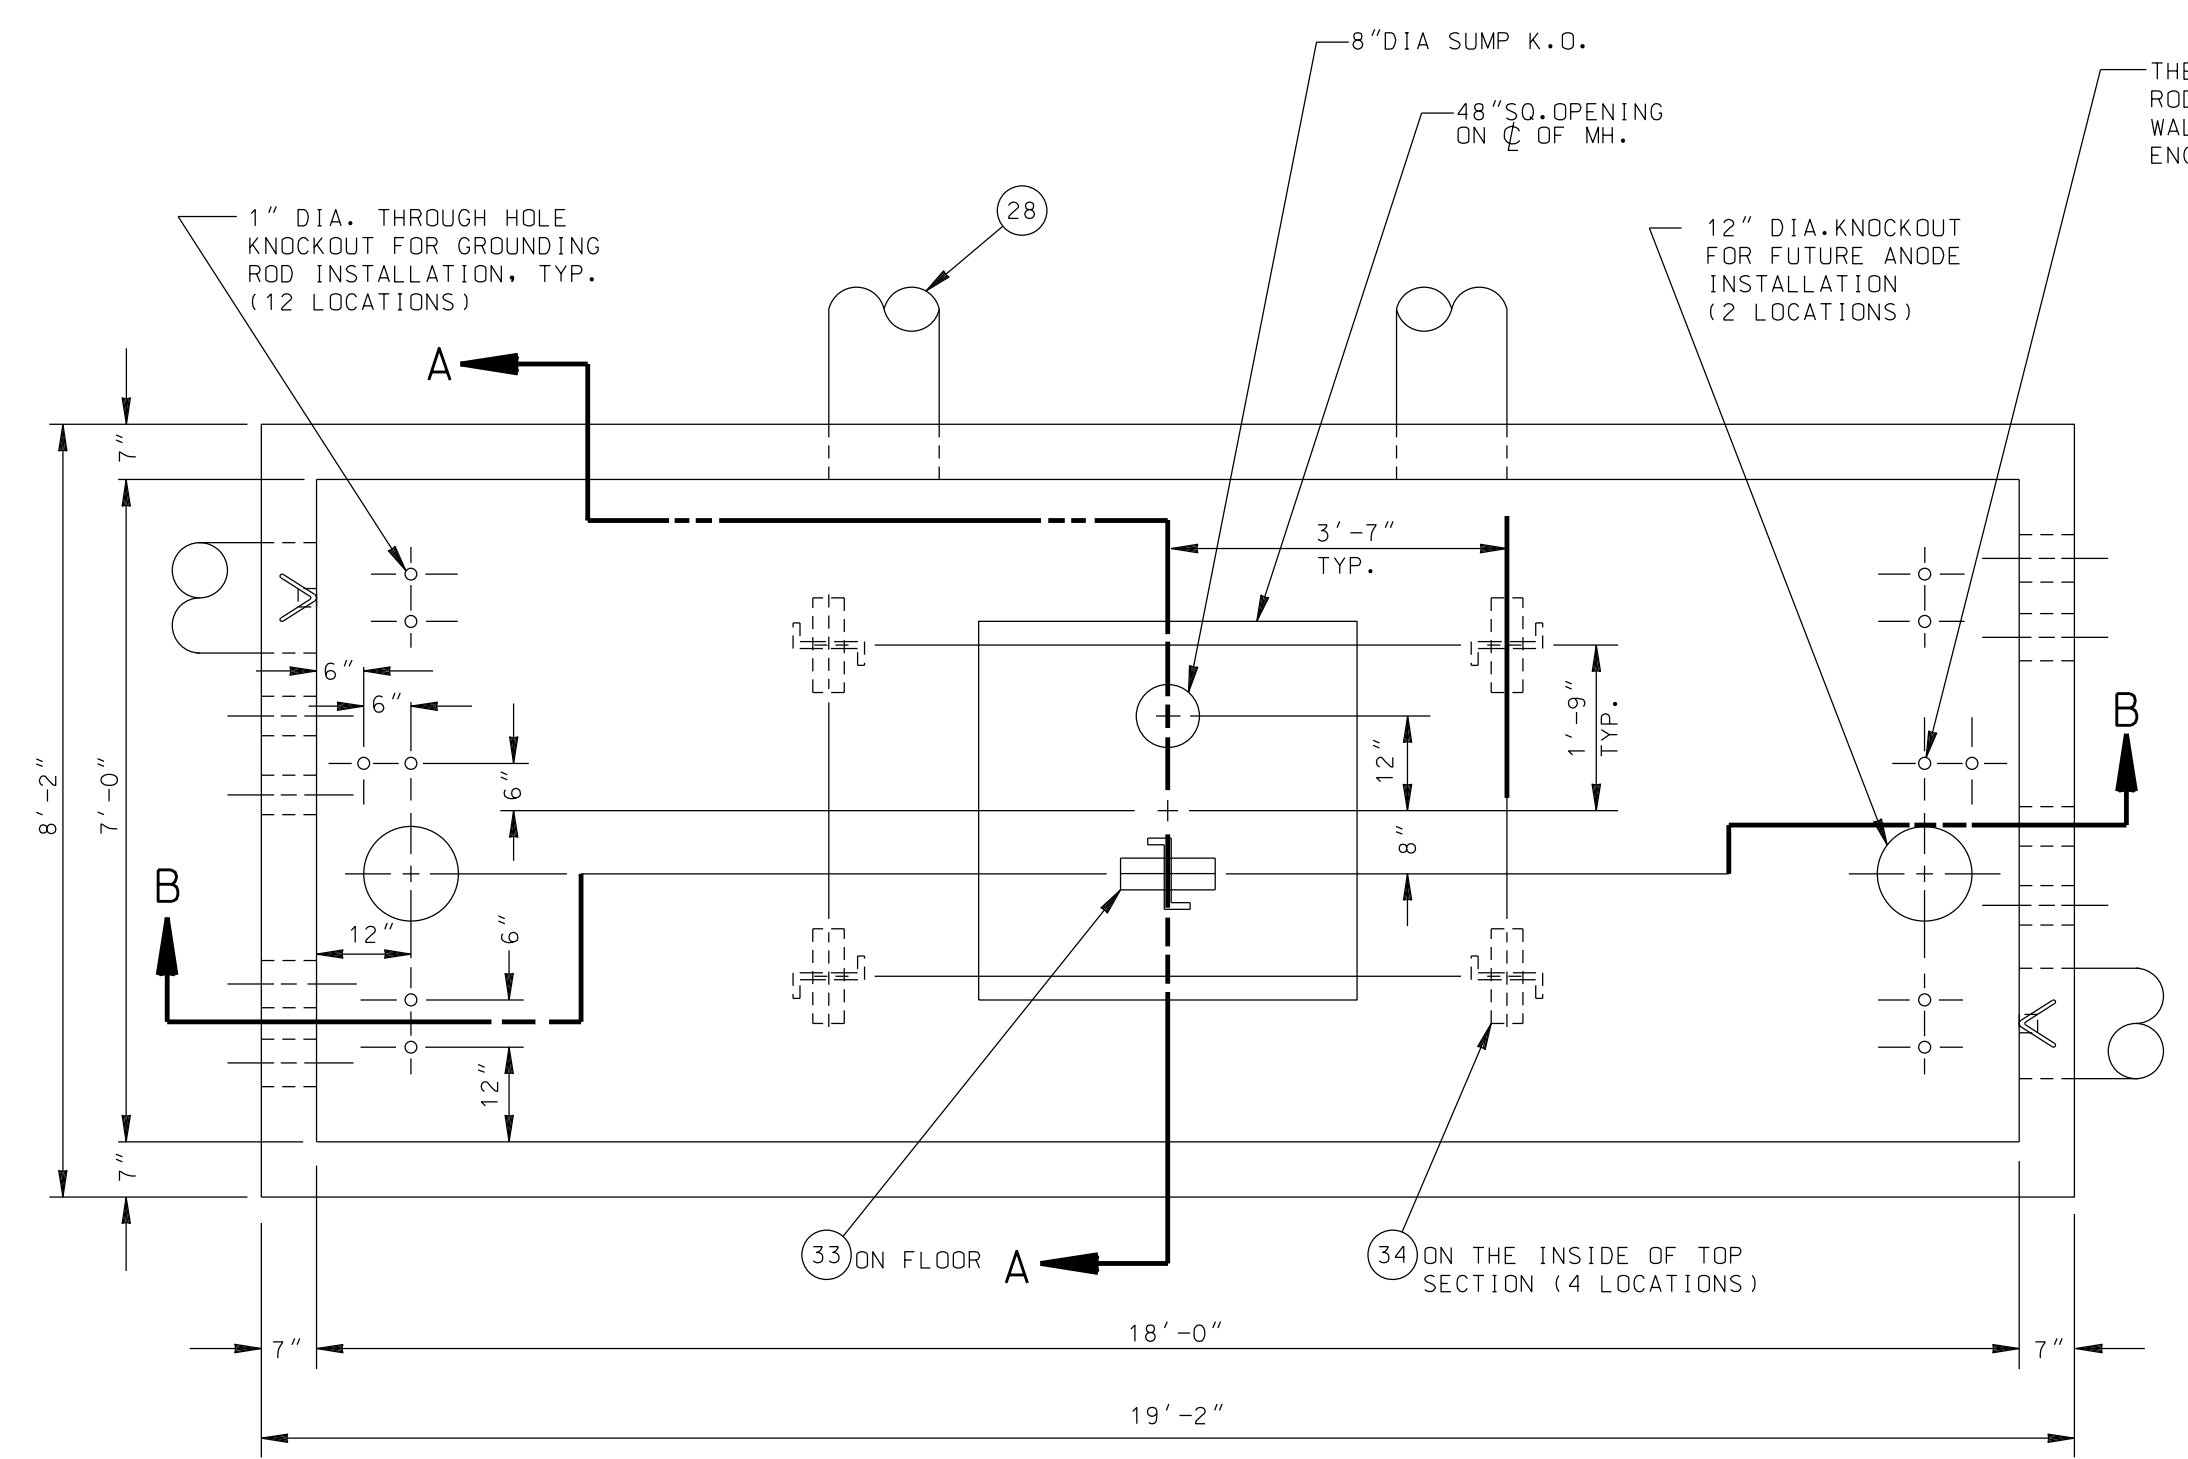 8"DIA SUMP K.O.
48"SQ.OPENING
ON ℄ OF MH.
28
1" DIA. THROUGH HOLE
KNOCKOUT FOR GROUNDING
ROD INSTALLATION, TYP.
(12 LOCATIONS)
12" DIA.KNOCKOUT
FOR FUTURE ANODE
INSTALLATION
(2 LOCATIONS)
A
7"
3'-7"
TYP.
6"
6"
1'-9"
TYP.
B
12"
8'-2"
7'-0"
6"
8"
B
12"
6"
12"
7"
33 ON FLOOR
A
34 ON THE INSIDE OF TOP
SECTION (4 LOCATIONS)
7"
18'-0"
7"
19'-2"